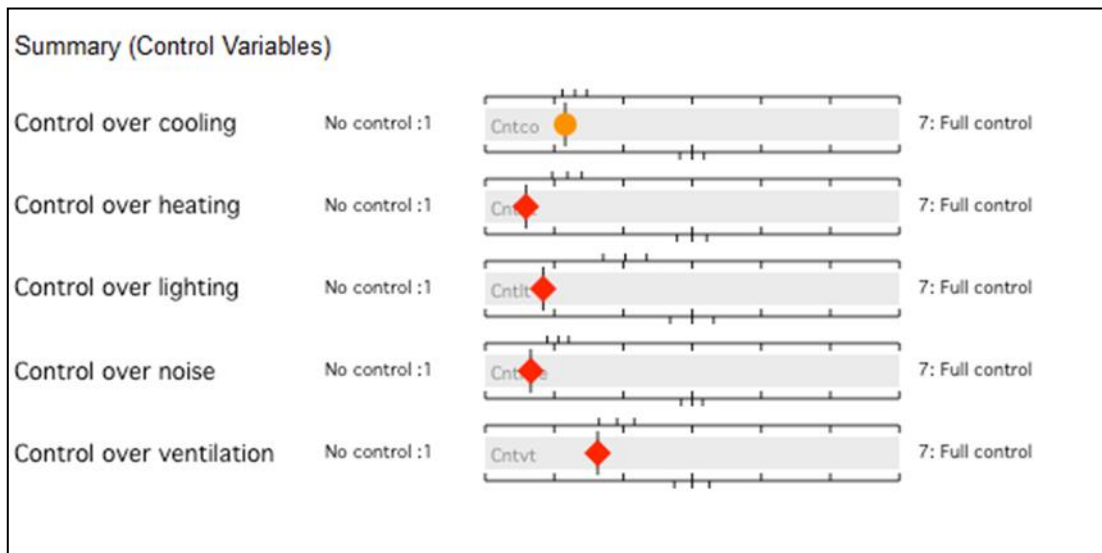 Summary (Control Variables)
Control over cooling No control :1 Cntco 7: Full control
Control over heating No control :1 7: Full control
Control over lighting No control :1 Cntlt 7: Full control
Control over noise No control :1 7: Full control
Control over ventilation No control :1 Cntvt 7: Full control